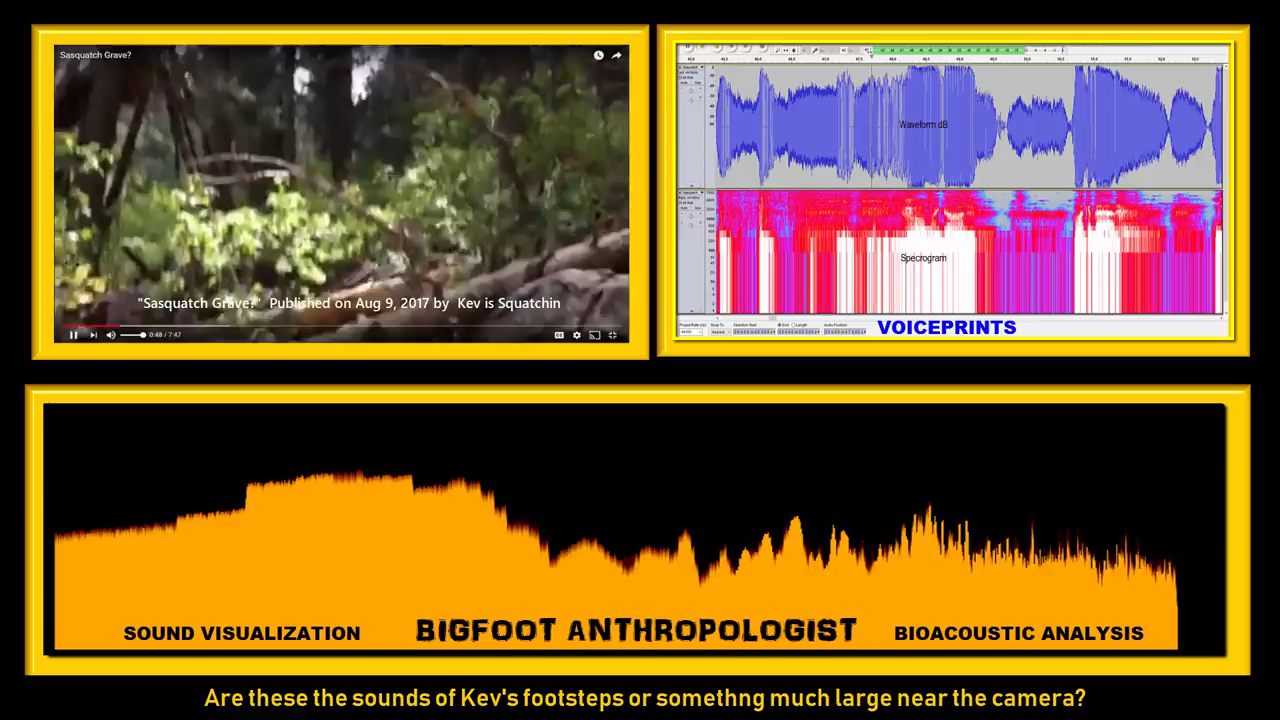 Sasquatch Grave?
"Sasquatch Grave?"  Published on Aug 9, 2017 by  Kev is Squatchin
0:48 / 7:47
Waveform dB
Specrogram
VOICEPRINTS
SOUND VISUALIZATION
BIGFOOT ANTHROPOLOGIST
BIOACOUSTIC ANALYSIS
Are these the sounds of Kev's footsteps or somethng much large near the camera?